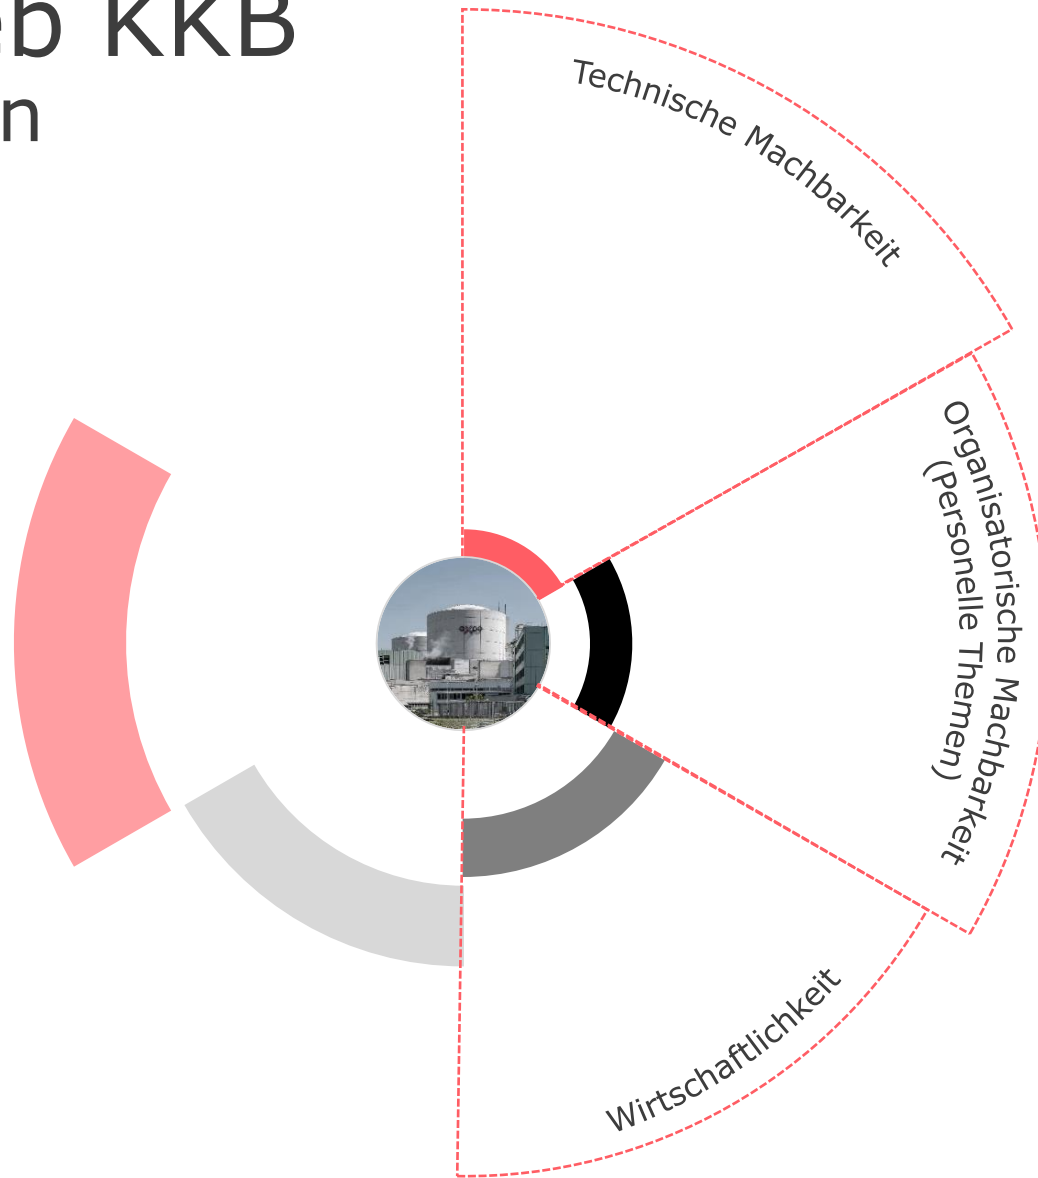 eb KKB
n
Technische Machbarkeit
Organisatorische Machbarkeit
(Personelle Themen)
Wirtschaftlichkeit